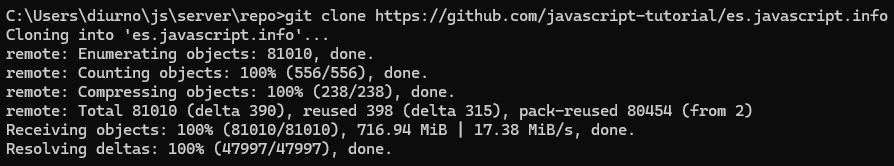 C:\Users\diurno\js\server\repo>git clone https://github.com/javascript-tutorial/es.javascript.info
Cloning into 'es.javascript.info'...
remote: Enumerating objects: 81010, done.
remote: Counting objects: 100% (556/556), done.
remote: Compressing objects: 100% (238/238), done.
remote: Total 81010 (delta 390), reused 398 (delta 315), pack-reused 80454 (from 2)
Receiving objects: 100% (81010/81010), 716.94 MiB | 17.38 MiB/s, done.
Resolving deltas: 100% (47997/47997), done.